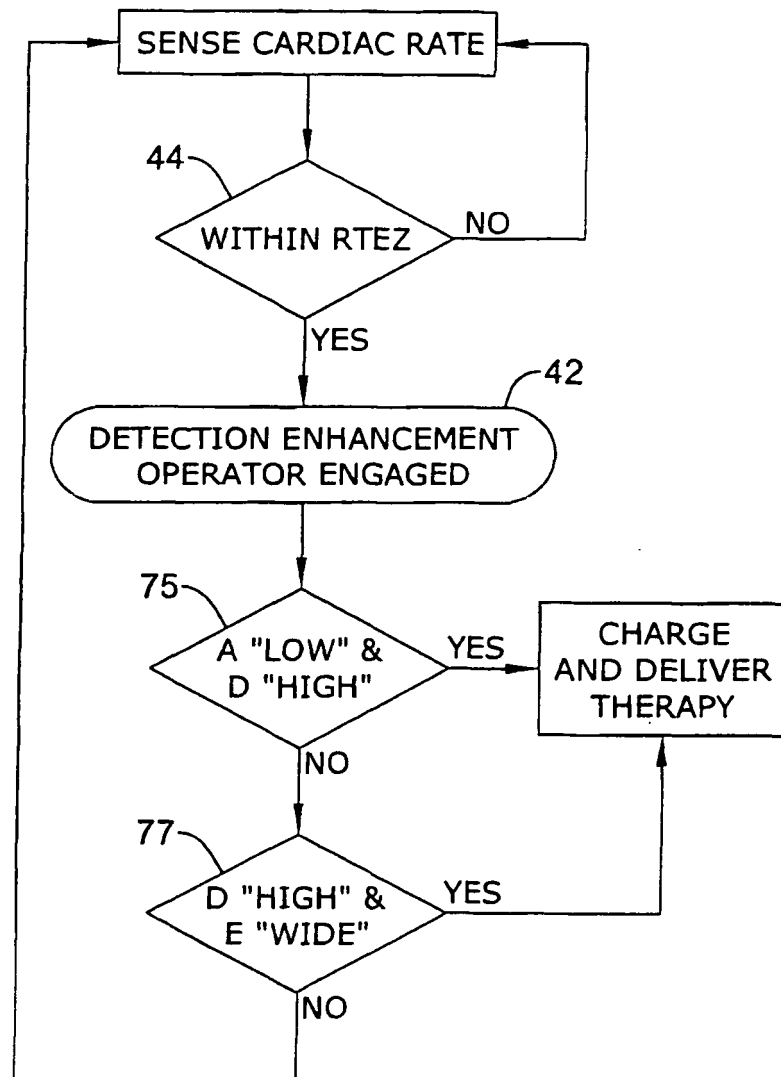 SENSE CARDIAC RATE
44
WITHIN RTEZ
NO
YES
42
DETECTION ENHANCEMENT
OPERATOR ENGAGED
75
A "LOW" &
D "HIGH"
YES
CHARGE
AND DELIVER
THERAPY
NO
77
D "HIGH" &
E "WIDE"
YES
NO